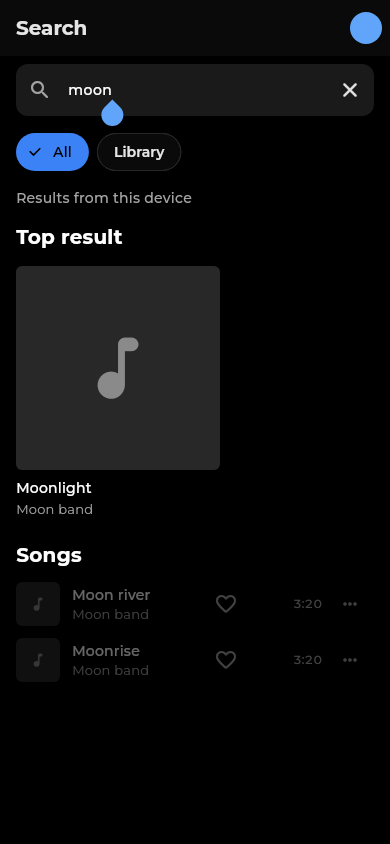 Search
moon
All
Library
Results from this device
Top result
Moonlight
Moon band
Songs
Moon river
Moon band
3:20
Moonrise
Moon band
3:20